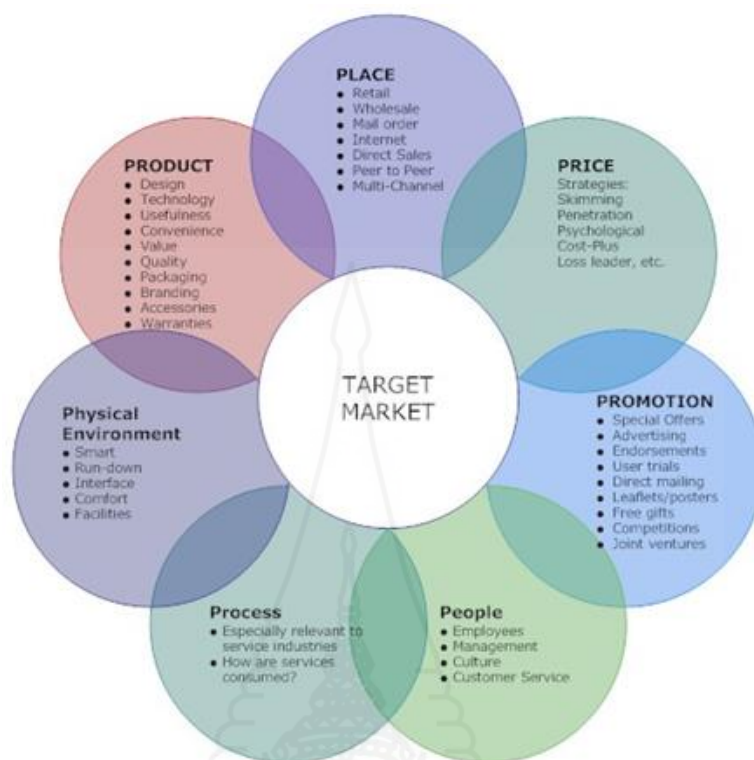 PLACE
● Retail
● Wholesale
● Mail order
● Internet
● Direct Sales
● Peer to Peer
● Multi-Channel
PRODUCT
● Design
● Technology
● Usefulness
● Convenience
● Value
● Quality
● Packaging
● Branding
● Accessories
● Warranties
PRICE
Strategies:
Skimming
Penetration
Psychological
Cost-Plus
Loss leader, etc.
TARGET
MARKET
Physical
Environment
● Smart
● Run-down
● Interface
● Comfort
● Facilities
PROMOTION
● Special Offers
● Advertising
● Endorsements
● User trials
● Direct mailing
● Leaflets/posters
● Free gifts
● Competitions
● Joint ventures
Process
● Especially relevant to
service industries
● How are services
consumed?
People
● Employees
● Management
● Culture
● Customer Service